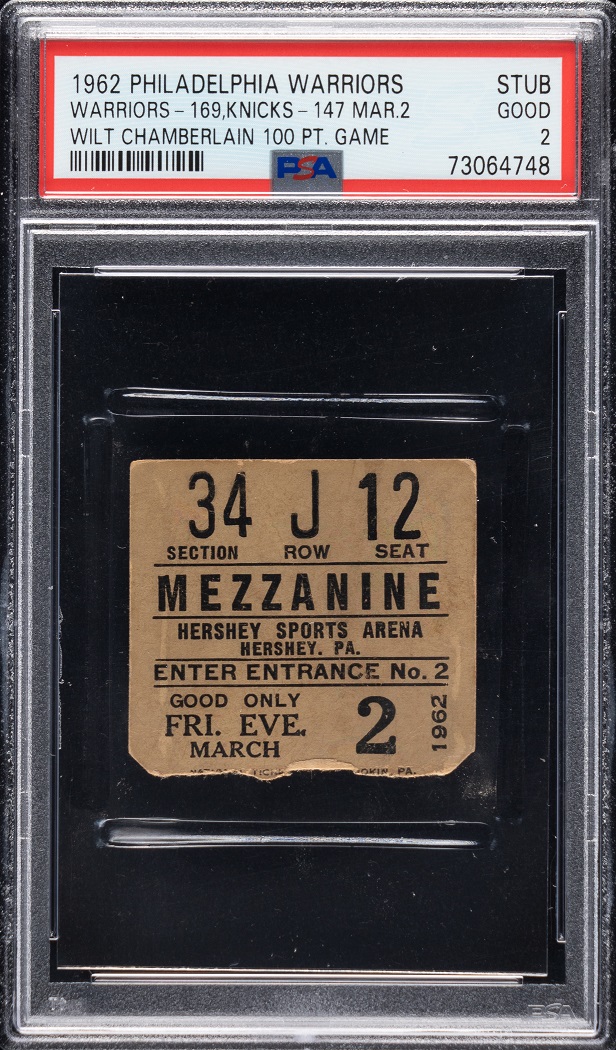 1962 PHILADELPHIA WARRIORS STUB
WARRIORS - 169,KNICKS - 147 MAR.2 GOOD
WILT CHAMBERLAIN 100 PT. GAME 2
PSA 73064748
34 J 12
SECTION ROW SEAT
MEZZANINE
HERSHEY SPORTS ARENA
HERSHEY. PA.
ENTER ENTRANCE No. 2
GOOD ONLY
FRI. EVE.
MARCH
2
1962
PA.
PSA